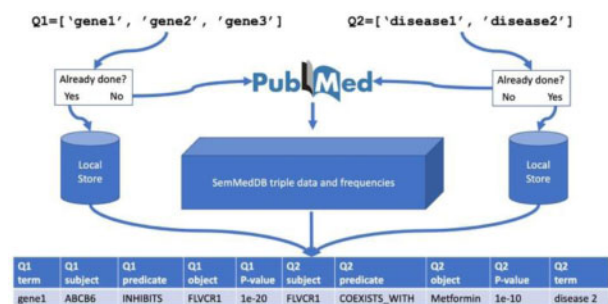 Q1=['gene1', 'gene2', 'gene3']
Q2=['disease1', 'disease2']
Already done?
Yes No
PubMed
Already done?
No Yes
Local
Store
SemMedDB triple data and frequencies
Local
Store
Q1 term Q1 subject Q1 predicate Q1 object Q1 P-value Q2 subject Q2 predicate Q2 object Q2 P-value Q2 term
gene1 ABCB6 INHIBITS FLVCR1 1e-20 FLVCR1 COEXISTS_WITH Metformin 1e-10 disease 2